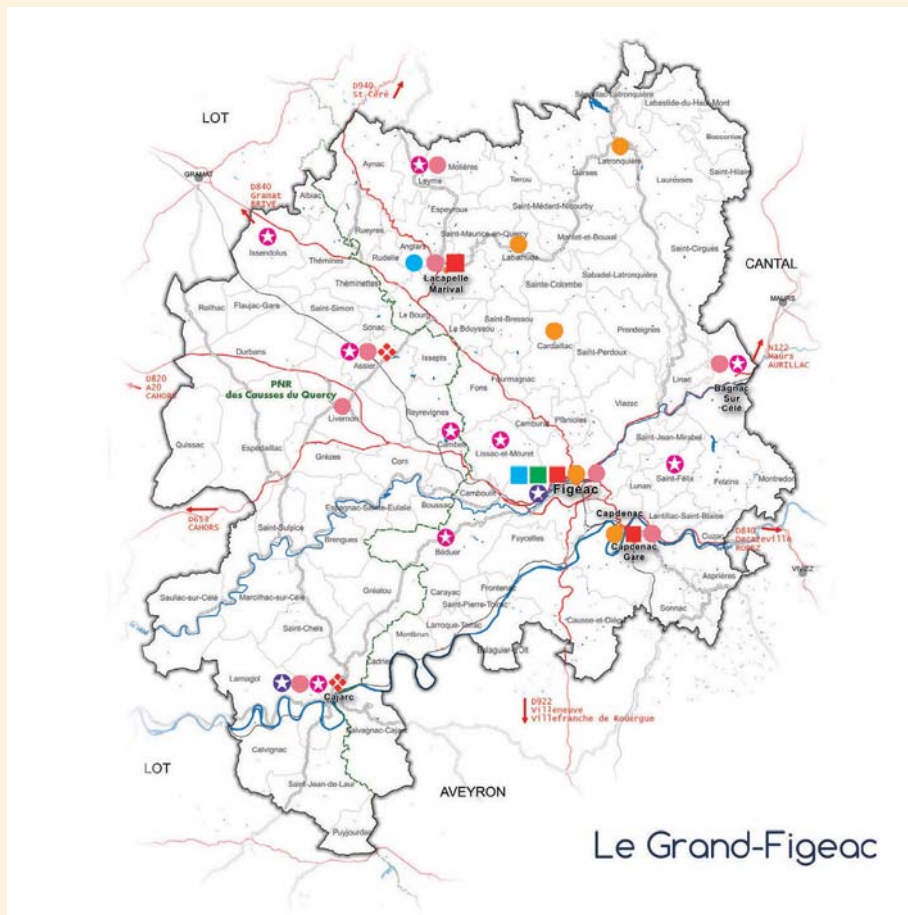 D940
St Céré
LOT
Sénaillac-Latronquière
Labastide-du-Haut-Mont
Bessonies
Latronquière
Saint-Hilaire
Aynac
Molières
Leyme
Gorses
Lauresses
GRAMAT
Terrou
D840
Gramat
BRIVE
Albiac
Espeyroux
Saint-Médard-Nicourby
Rueyres
Saint-Maurice-en-Quercy
Montet-et-Bouxal
Saint-Cirgues
Issendolus
Anglars
Rudelle
Labathude
CANTAL
Thémines
Lacapelle
Marival
Sainte-Colombe
Sabadel-Latronquière
Théminettes
MAURS
Reilhac
Flaujac-Gare
Saint-Simon
Le Bourg
Saint-Bressou
Sonac
Le Bouyssou
Prendeignes
Cardaillac
Durbans
Assier
Issepts
Saint-Perdoux
N122
Maurs
AURILLAC
Fourmagnac
Linac
D820
A20
CAHORS
PNR
des Causses du Quercy
Fons
Bagnac
Sur
Célé
Livernon
Reyrevignes
Camburat
Planioles
Viazac
Quissac
Espédaillac
Cambes
Lissac-et-Mouret
Saint-Jean-Mirabel
Grèzes
Corn
Saint-Félix
Figeac
Lunan
Felzins
Montredon
Camboulit
Boussac
Espagnac-Sainte-Eulalie
D653
CAHORS
Capdenac
Lentillac-Saint-Blaise
Saint-Sulpice
Brengues
Béduer
Faycelles
Capdenac
Gare
Cuzac
D840
Decazeville
RODEZ
Asprières
VIVIEZ
Gréalou
Frontenac
Sauliac-sur-Célé
Marcilhac-sur-Célé
Carayac
Saint-Pierre-Toirac
Sonnac
Larroque-Toirac
Causse-et-Diège
Saint-Chels
Montbrun
Balaguier-d'Olt
Cadrieu
Larnagol
Cajarc
D922
Villeneuve
Villefranche de Rouergue
Salvagnac-Cajarc
Calvignac
LOT
Saint-Jean-de-Laur
AVEYRON
Puyjourdes
Le Grand-Figeac